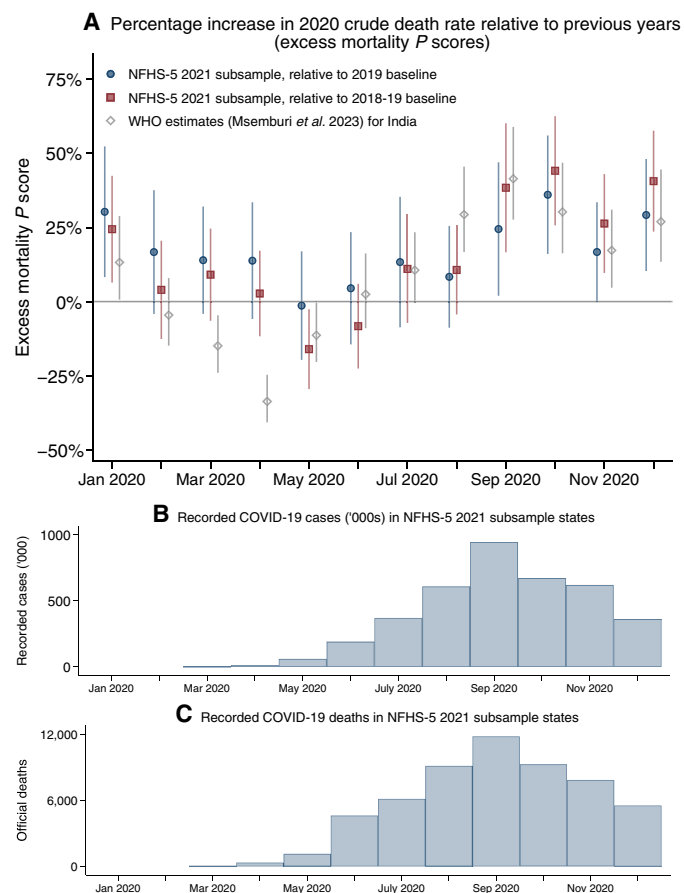 A Percentage increase in 2020 crude death rate relative to previous years
(excess mortality P scores)
NFHS-5 2021 subsample, relative to 2019 baseline
NFHS-5 2021 subsample, relative to 2018-19 baseline
WHO estimates (Msemburi et al. 2023) for India
Excess mortality P score
75%
50%
25%
0%
−25%
−50%
Jan 2020 Mar 2020 May 2020 July 2020 Sep 2020 Nov 2020
B Recorded COVID-19 cases ('000s) in NFHS-5 2021 subsample states
Recorded cases ('000)
1000
500
0
Jan 2020 Mar 2020 May 2020 July 2020 Sep 2020 Nov 2020
C Recorded COVID-19 deaths in NFHS-5 2021 subsample states
Official deaths
12,000
6,000
0
Jan 2020 Mar 2020 May 2020 July 2020 Sep 2020 Nov 2020